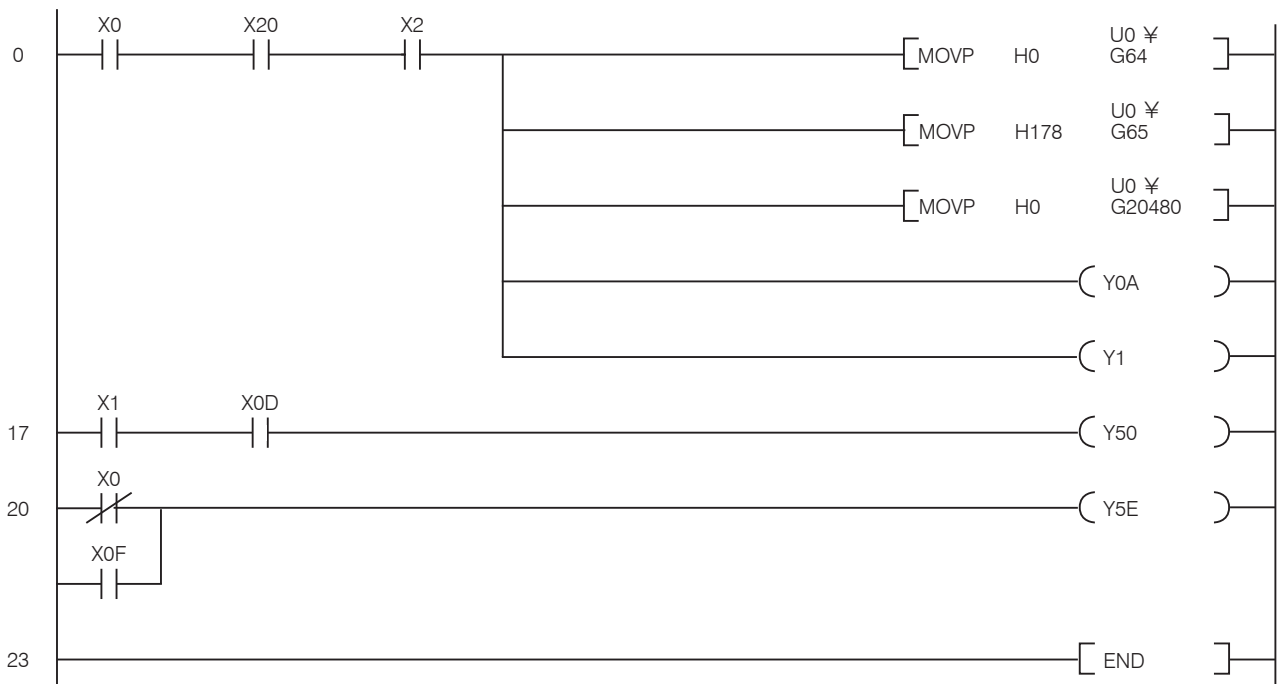 X0 X20 X2
0 MOVP H0 U0 ¥
G64
MOVP H178 U0 ¥
G65
MOVP H0 U0 ¥
G20480
Y0A
Y1
X1 X0D
17 Y50
X0
20 Y5E
X0F
23 END